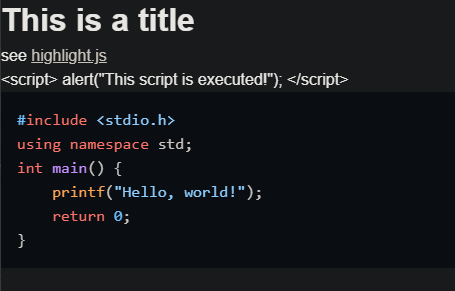 This is a title
see highlight.js
<script> alert("This script is executed!"); </script>
#include <stdio.h>
using namespace std;
int main() {
    printf("Hello, world!");
    return 0;
}